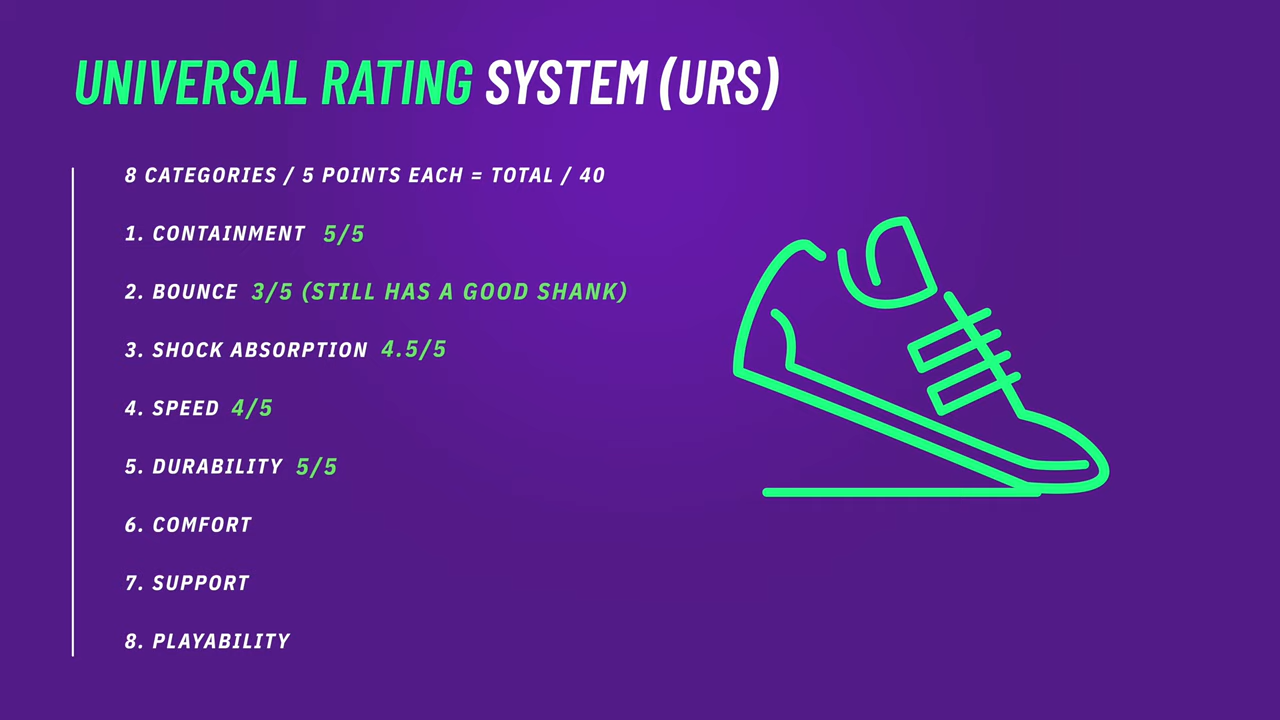 UNIVERSAL RATING SYSTEM (URS)
8 CATEGORIES / 5 POINTS EACH = TOTAL / 40
1. CONTAINMENT 5/5
2. BOUNCE 3/5 (STILL HAS A GOOD SHANK)
3. SHOCK ABSORPTION 4.5/5
4. SPEED 4/5
5. DURABILITY 5/5
6. COMFORT
7. SUPPORT
8. PLAYABILITY